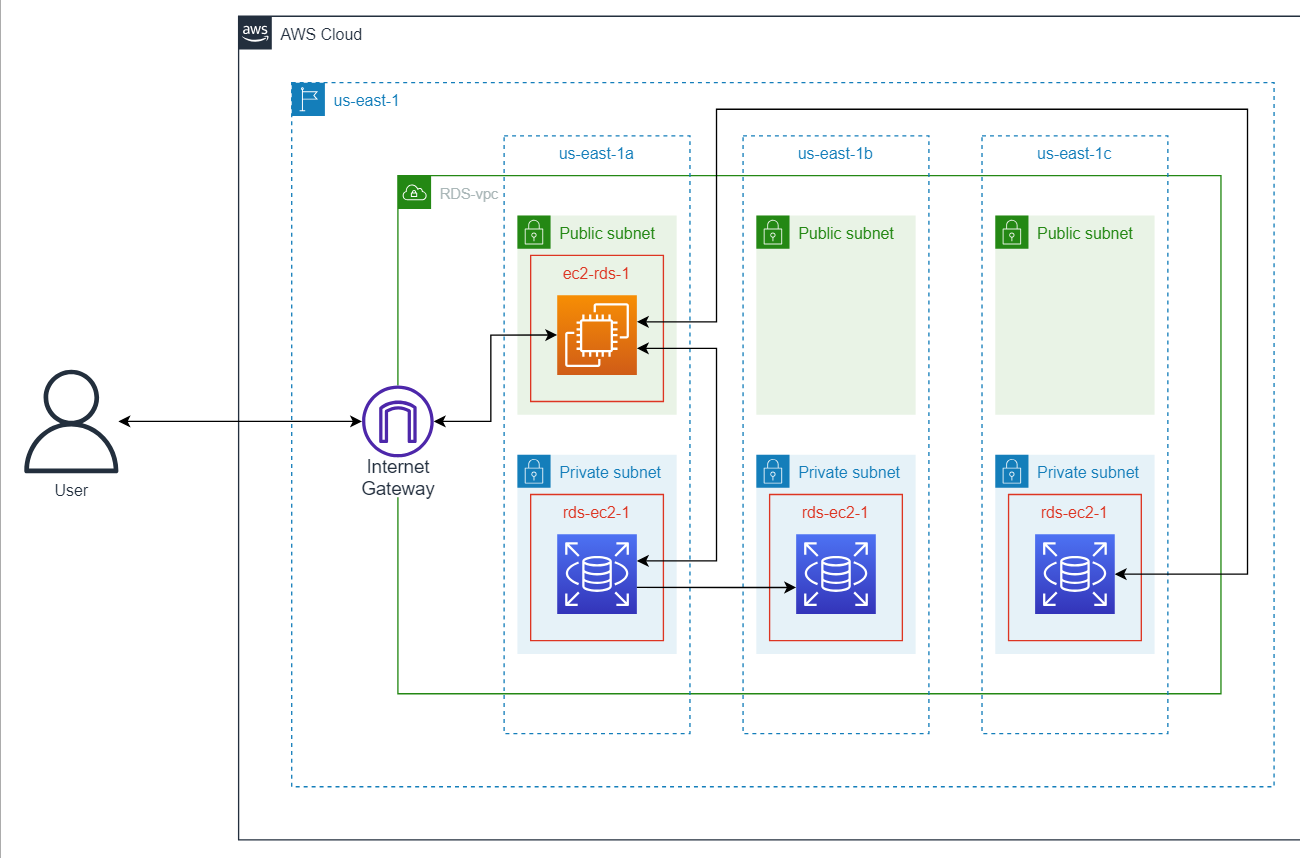 aws
AWS Cloud
us-east-1
us-east-1a
us-east-1b
us-east-1c
RDS-vpc
Public subnet
Public subnet
Public subnet
ec2-rds-1
User
Internet
Gateway
Private subnet
Private subnet
Private subnet
rds-ec2-1
rds-ec2-1
rds-ec2-1